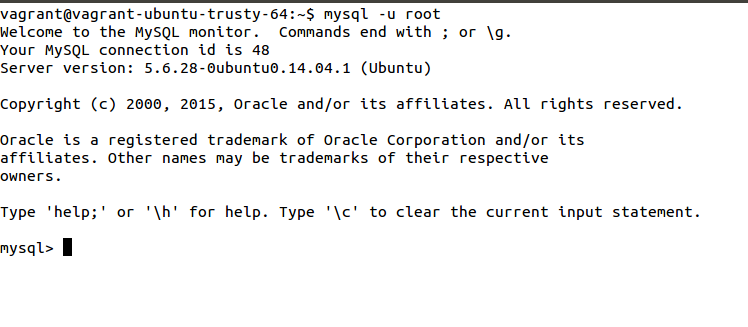 vagrant@vagrant-ubuntu-trusty-64:~$ mysql -u root
Welcome to the MySQL monitor.  Commands end with ; or \g.
Your MySQL connection id is 48
Server version: 5.6.28-0ubuntu0.14.04.1 (Ubuntu)
Copyright (c) 2000, 2015, Oracle and/or its affiliates. All rights reserved.
Oracle is a registered trademark of Oracle Corporation and/or its
affiliates. Other names may be trademarks of their respective
owners.
Type 'help;' or '\h' for help. Type '\c' to clear the current input statement.
mysql>